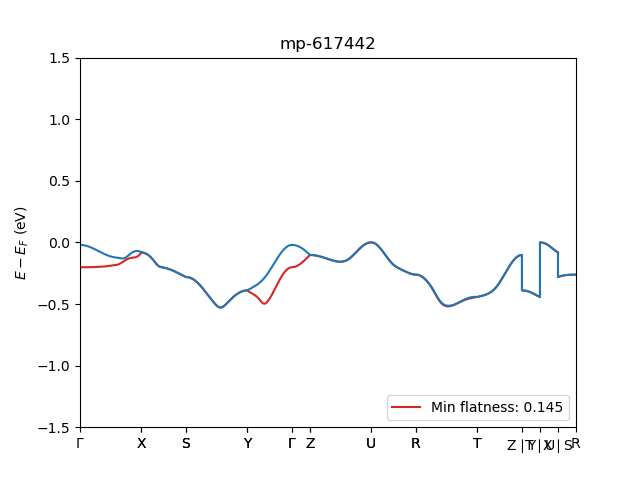 mp-617442
E − E_F (eV)
1.5
1.0
0.5
0.0
−0.5
−1.0
−1.5
Min flatness: 0.145
Γ X S Y Γ Z U R T Z | T Y | X U | S R